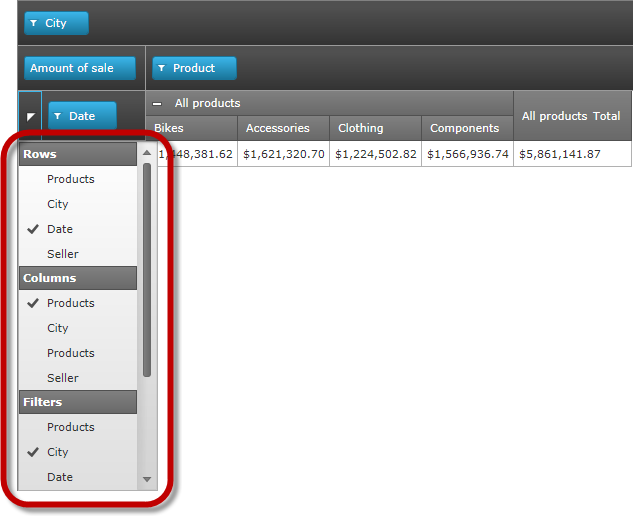 City
Amount of sale
Product
Date
All products
All products Total
Bikes
Accessories
Clothing
Components
1,448,381.62
$1,621,320.70
$1,224,502.82
$1,566,936.74
$5,861,141.87
Rows
Products
City
Date
Seller
Columns
Products
City
Products
Seller
Filters
Products
City
Date